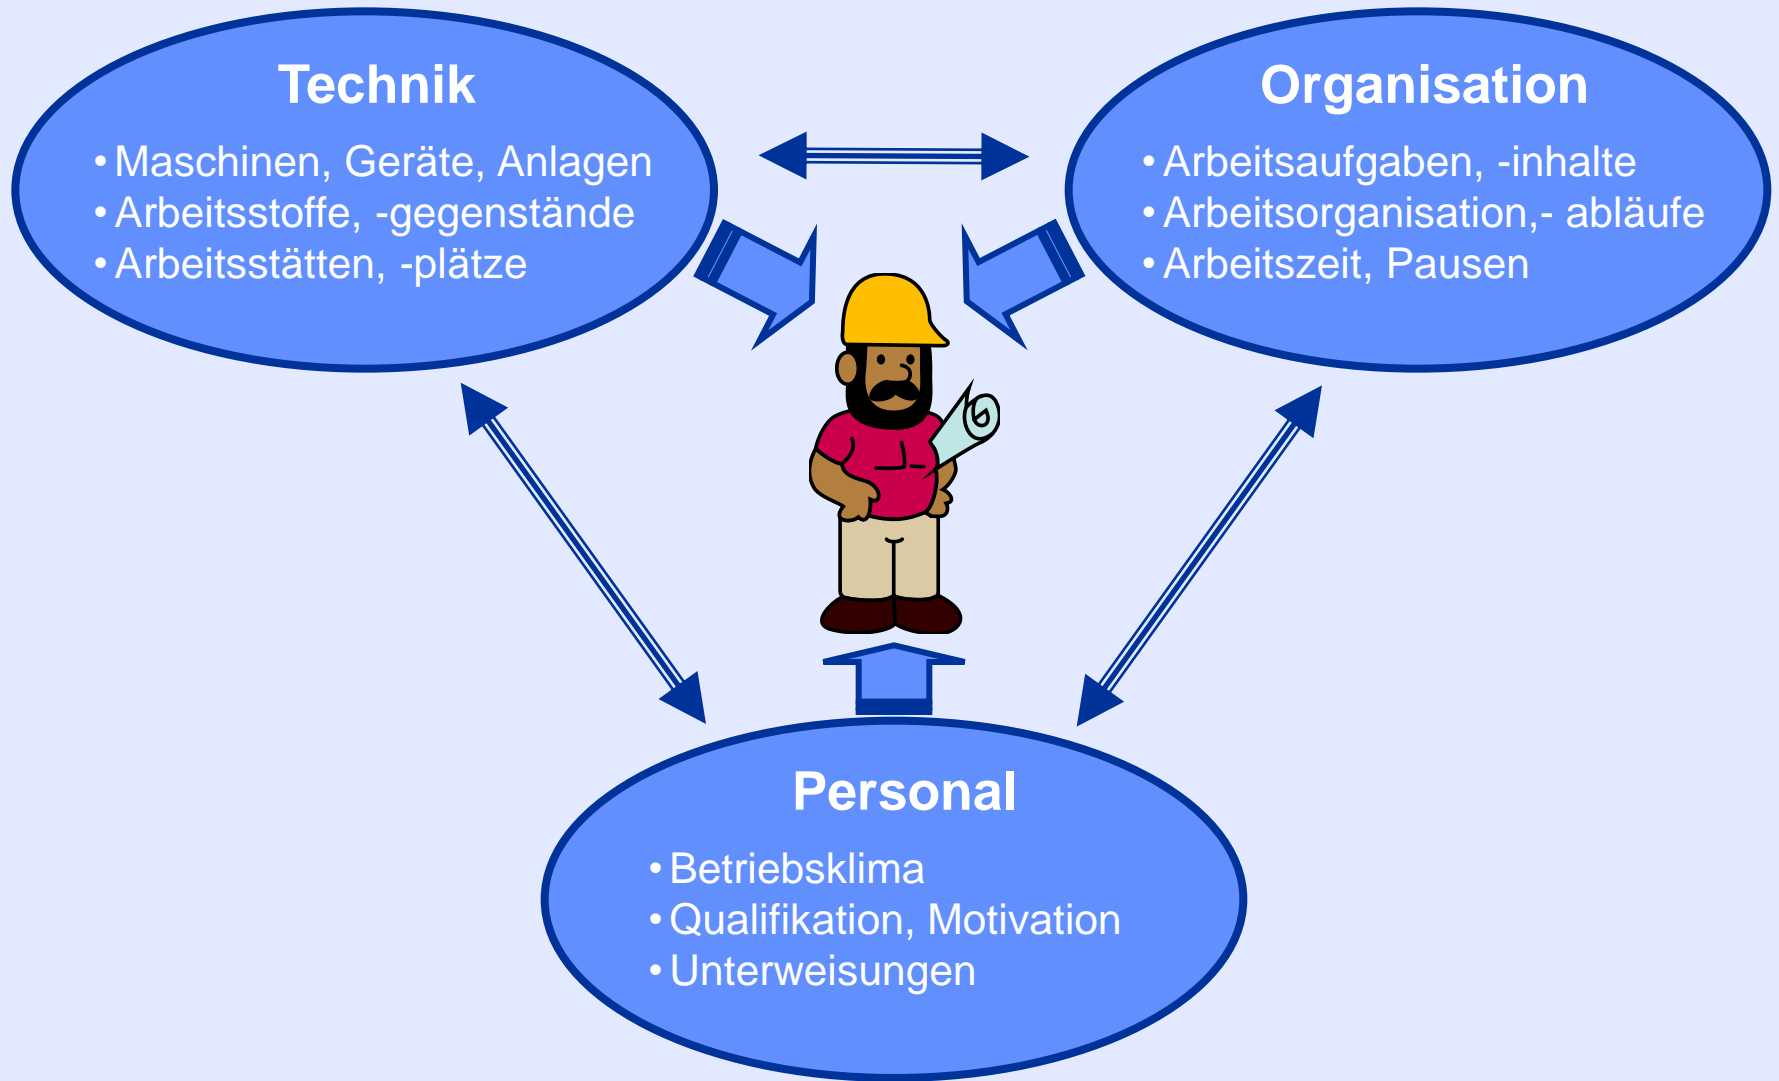 Technik
• Maschinen, Geräte, Anlagen
• Arbeitsstoffe, -gegenstände
• Arbeitsstätten, -plätze
Organisation
• Arbeitsaufgaben, -inhalte
• Arbeitsorganisation,- abläufe
• Arbeitszeit, Pausen
Personal
• Betriebsklima
• Qualifikation, Motivation
• Unterweisungen